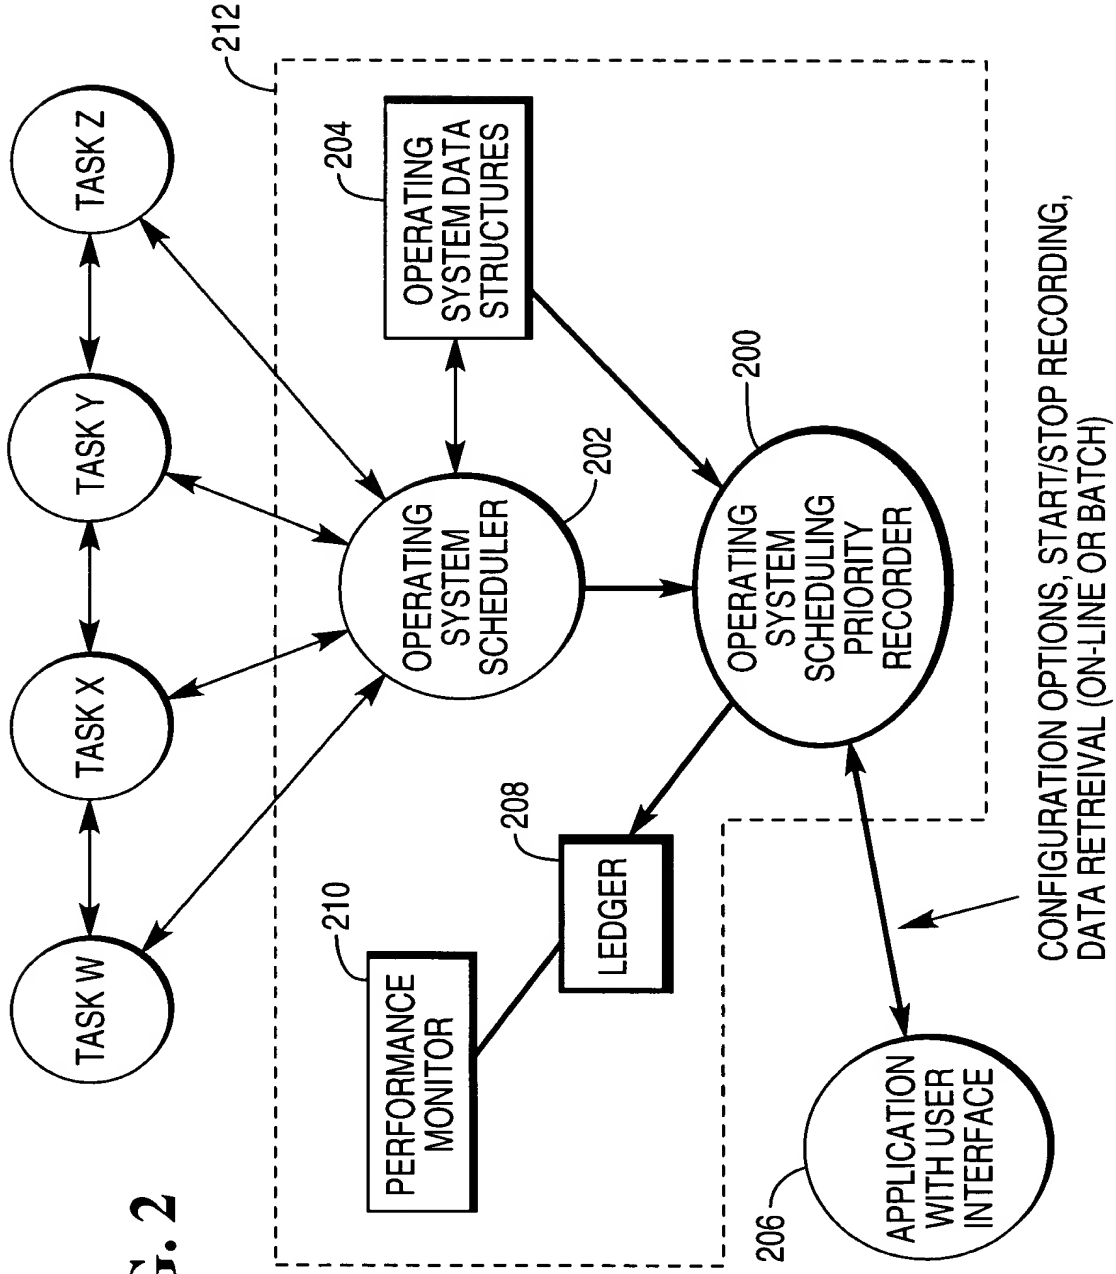 G. 2
TASK W
TASK X
TASK Y
TASK Z
212
210
PERFORMANCE
MONITOR
OPERATING
SYSTEM
SCHEDULER
202
204
OPERATING
SYSTEM DATA
STRUCTURES
208
LEDGER
200
OPERATING
SYSTEM
SCHEDULING
PRIORITY
RECORDER
206
APPLICATION
WITH USER
INTERFACE
CONFIGURATION OPTIONS, START/STOP RECORDING,
DATA RETREIVAL (ON-LINE OR BATCH)